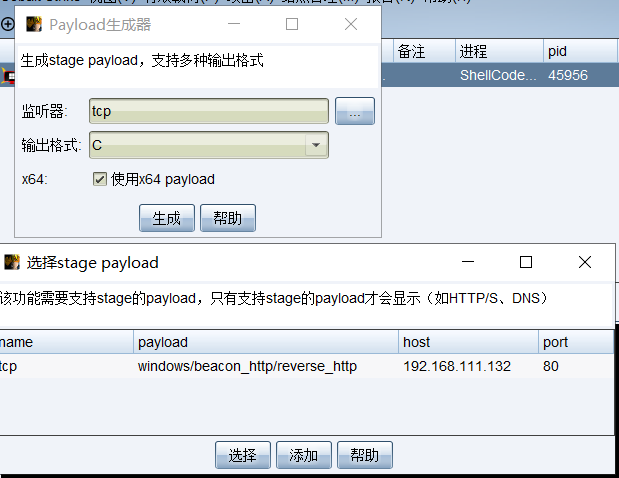 Payload生成器
备注 进程 pid
ShellCode... 45956
生成stage payload，支持多种输出格式
监听器: tcp ...
输出格式: C
x64: 使用x64 payload
生成 帮助
选择stage payload
该功能需要支持stage的payload，只有支持stage的payload才会显示（如HTTP/S、DNS）
name payload host port
tcp windows/beacon_http/reverse_http 192.168.111.132 80
选择 添加 帮助